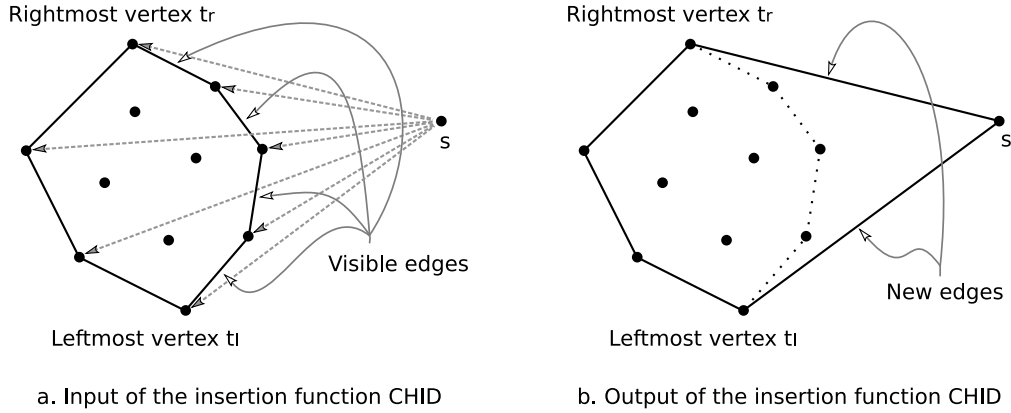 Rightmost vertex tr
Rightmost vertex tr
s
s
Visible edges
New edges
Leftmost vertex tl
Leftmost vertex tl
a. Input of the insertion function CHID
b. Output of the insertion function CHID